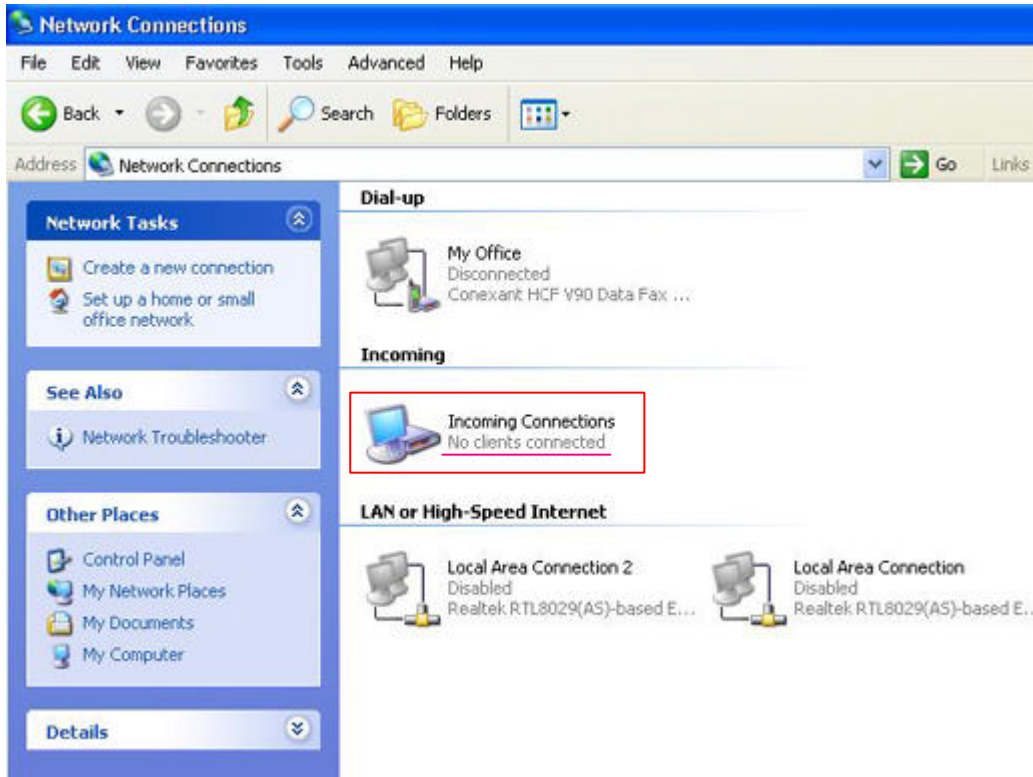 Network Connections
File Edit View Favorites Tools Advanced Help
Back Search Folders
Address Network Connections Go Links
Network Tasks
Create a new connection
Set up a home or small
office network
See Also
Network Troubleshooter
Other Places
Control Panel
My Network Places
My Documents
My Computer
Details
Dial-up
My Office
Disconnected
Conexant HCF V90 Data Fax ...
Incoming
Incoming Connections
No clients connected
LAN or High-Speed Internet
Local Area Connection 2
Disabled
Realtek RTL8029(AS)-based E...
Local Area Connection
Disabled
Realtek RTL8029(AS)-based E..